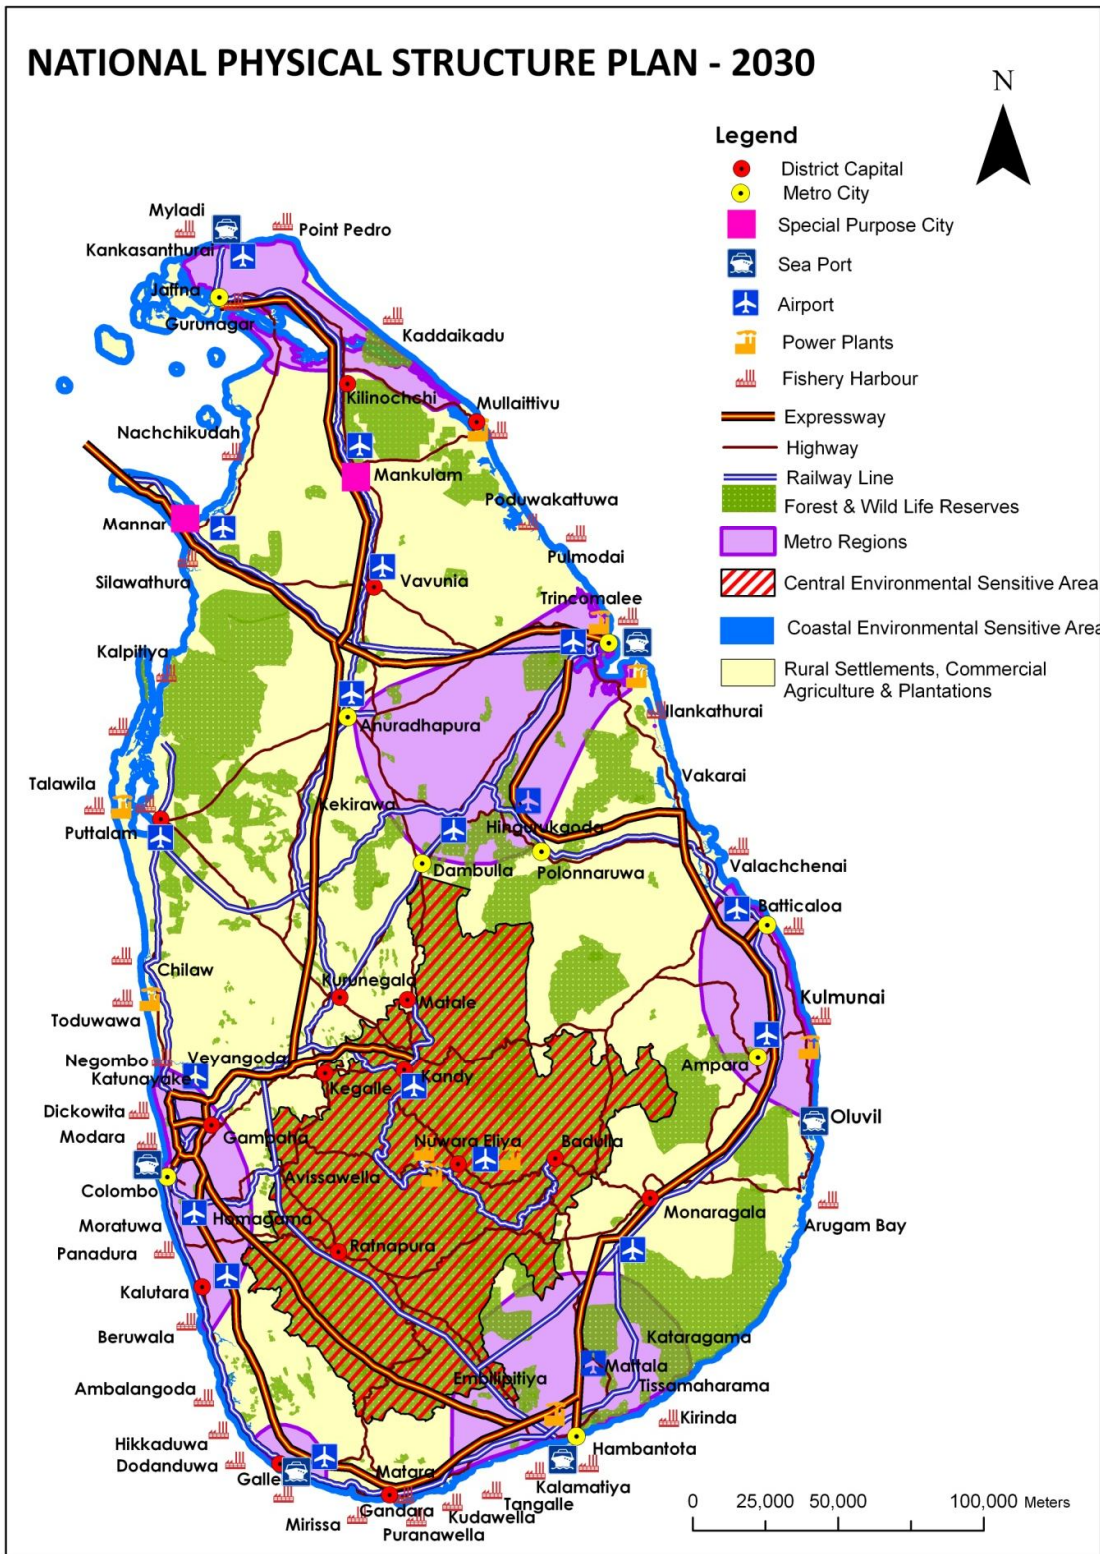 NATIONAL PHYSICAL STRUCTURE PLAN - 2030
N
Legend
District Capital
Metro City
Special Purpose City
Sea Port
Airport
Power Plants
Fishery Harbour
Expressway
Highway
Railway Line
Forest & Wild Life Reserves
Metro Regions
Central Environmental Sensitive Area
Coastal Environmental Sensitive Area
Rural Settlements, Commercial
Agriculture & Plantations
Myladi
Point Pedro
Kankasanthurai
Jaffna
Gurunagar
Kaddaikadu
Kilinochchi
Mullaittivu
Nachchikudah
Mankulam
Poduwakattuwa
Mannar
Pulmodai
Silawathura
Vavunia
Trincomalee
Kalpitiya
Illankathurai
Anuradhapura
Vakarai
Talawila
Kekirawa
Puttalam
Hingurukgoda
Dambulla
Polonnaruwa
Valachchenai
Batticaloa
Chilaw
Kurunegala
Matale
Kulmunai
Toduwawa
Negombo
Veyangoda
Katunayake
Kegalle
Kandy
Ampara
Dickowita
Oluvil
Modara
Gampaha
Nuwara Eliya
Badulla
Colombo
Avissawella
Monaragala
Moratuwa
Homagama
Arugam Bay
Panadura
Ratnapura
Kalutara
Beruwala
Kataragama
Mattala
Embilipitiya
Tissamaharama
Ambalangoda
Kirinda
Hikkaduwa
Hambantota
Dodanduwa
Galle
Matara
Kalamatiya
Tangalle
Gandara
Kudawella
Mirissa
Puranawella
0 25,000 50,000 100,000 Meters